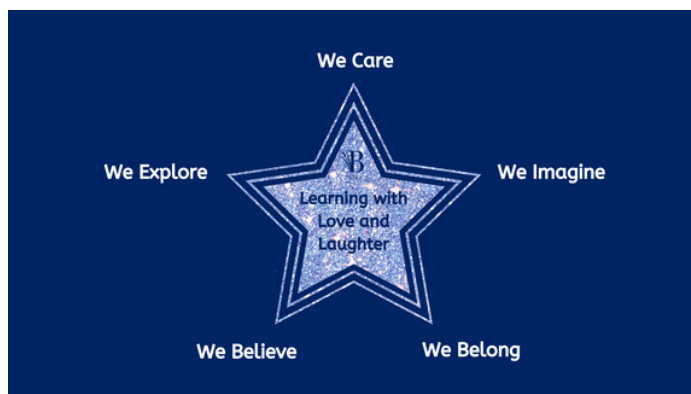 We Care
We Explore
We Imagine
B
Learning with
Love and
Laughter
We Believe
We Belong